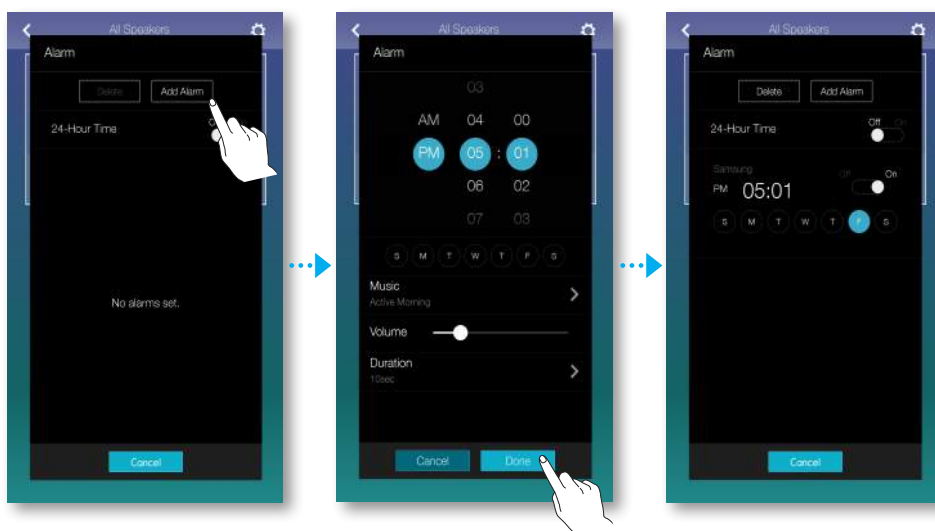 All Speakers
Alarm
Delete Add Alarm
24-Hour Time
No alarms set.
Cancel
All Speakers
Alarm
03
AM 04 00
PM 05 : 01
06 02
07 03
S M T W T F S
Music
Active Morning
Volume
Duration
10sec
Cancel Done
All Speakers
Alarm
Delete Add Alarm
24-Hour Time Off On
Samsung Off On
PM 05:01
S M T W T F S
Cancel